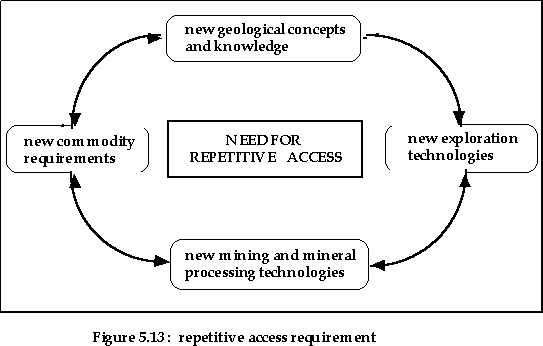 new geological concepts
and knowledge
new commodity
requirements
NEED FOR
REPETITIVE ACCESS
new exploration
technologies
new mining and mineral
processing technologies
Figure 5.13: repetitive access requirement